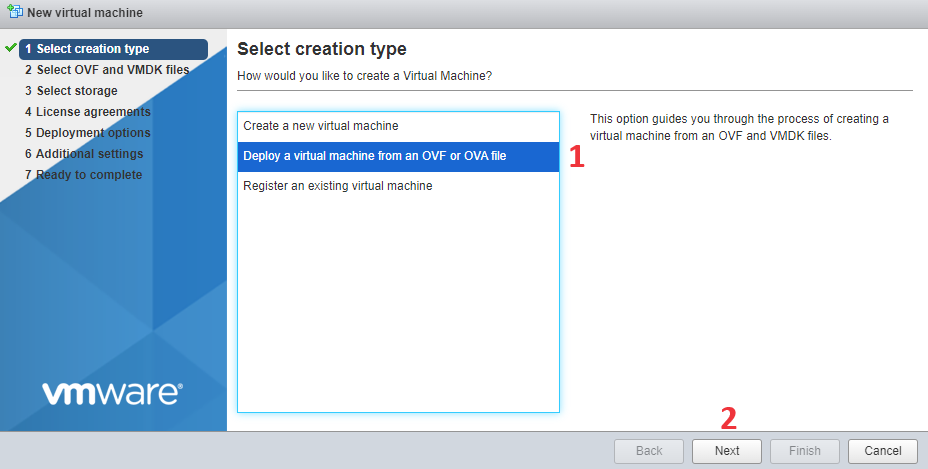 New virtual machine
1 Select creation type
2 Select OVF and VMDK files
3 Select storage
4 License agreements
5 Deployment options
6 Additional settings
7 Ready to complete
vmware®
Select creation type
How would you like to create a Virtual Machine?
Create a new virtual machine
Deploy a virtual machine from an OVF or OVA file
1
Register an existing virtual machine
This option guides you through the process of creating a
virtual machine from an OVF and VMDK files.
2
Back
Next
Finish
Cancel